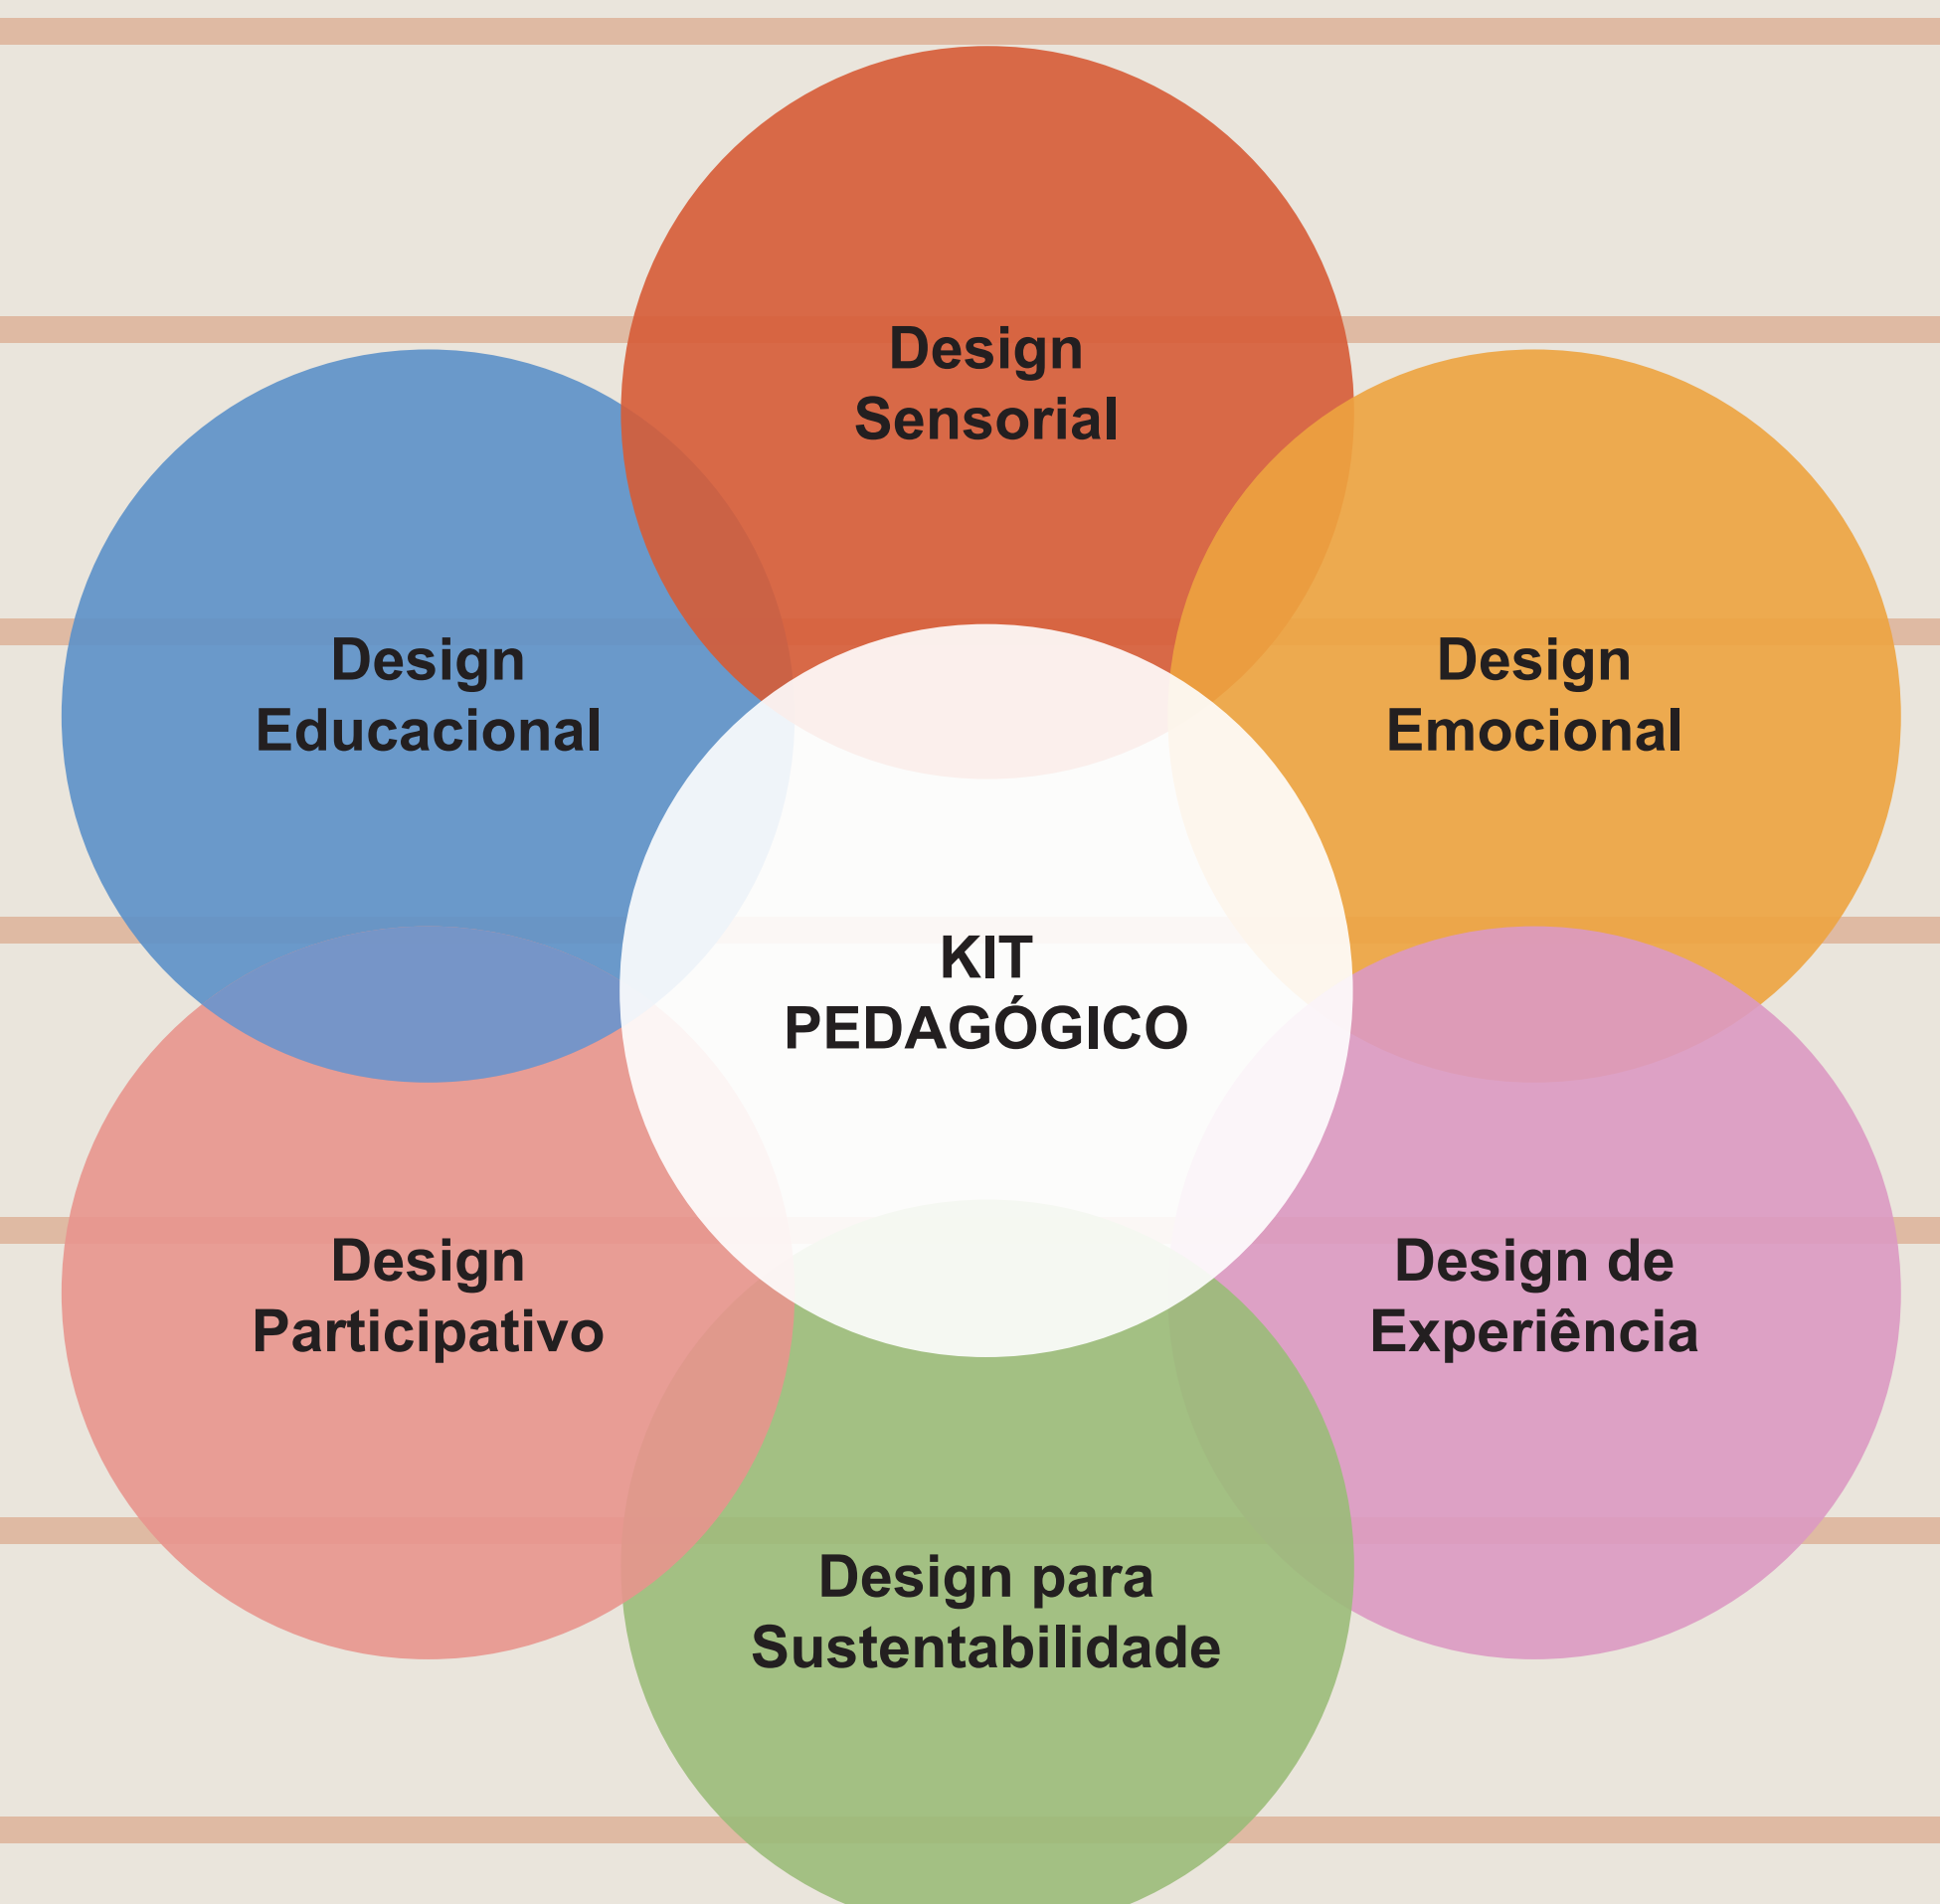 Design
Sensorial
Design
Educacional
Design
Emocional
KIT
PEDAGÓGICO
Design
Participativo
Design de
Experiência
Design para
Sustentabilidade